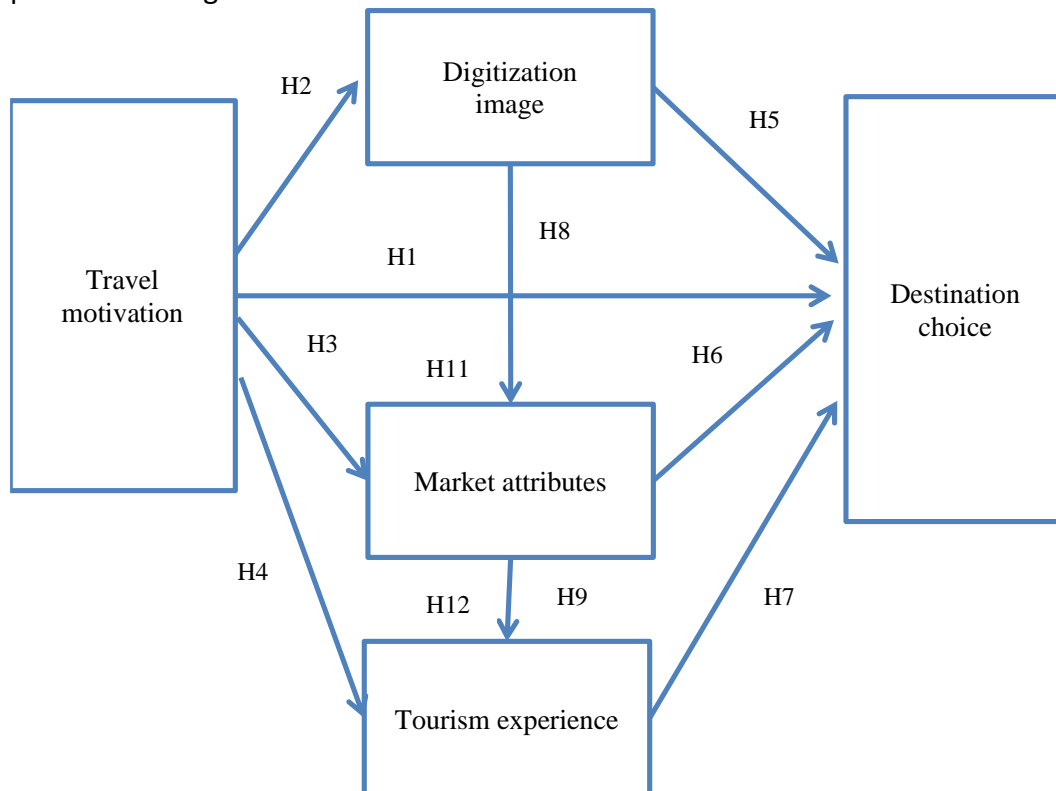 Digitization
image
H2
H5
H8
H1
Travel
motivation
Destination
choice
H3
H6
H11
Market attributes
H4
H12
H9
H7
Tourism experience